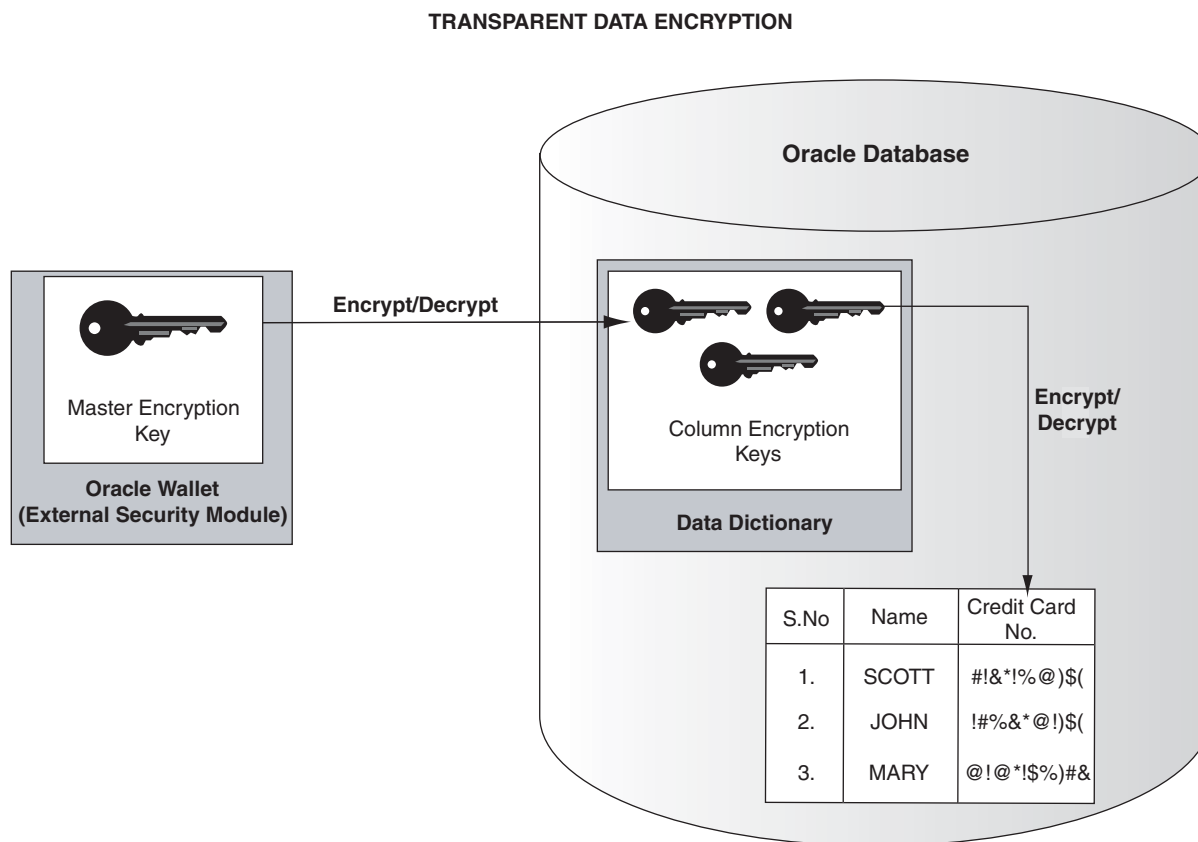 TRANSPARENT DATA ENCRYPTION
Oracle Database
Encrypt/Decrypt
Master Encryption
Key
Oracle Wallet
(External Security Module)
Column Encryption
Keys
Data Dictionary
Encrypt/
Decrypt
S.No Name Credit Card No.
1. SCOTT #!&*!%@)$(
2. JOHN !#%&*@!)$(
3. MARY @!@*!$%)#&